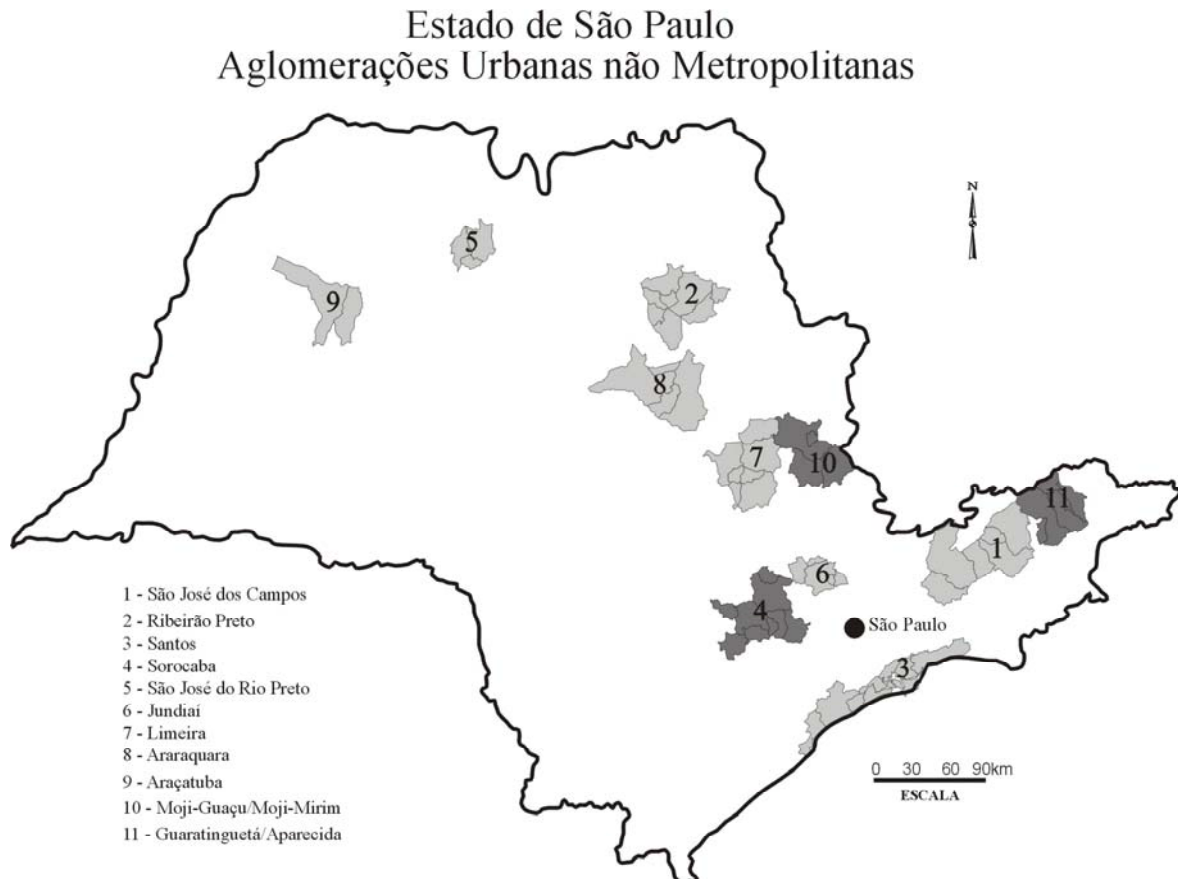 Estado de São Paulo
Aglomerações Urbanas não Metropolitanas
N
5
9
2
8
7
10
11
1
6
4
São Paulo
3
1 - São José dos Campos
2 - Ribeirão Preto
3 - Santos
4 - Sorocaba
5 - São José do Rio Preto
6 - Jundiaí
7 - Limeira
8 - Araraquara
9 - Araçatuba
10 - Moji-Guaçu/Moji-Mirim
11 - Guaratinguetá/Aparecida
0 30 60 90km
ESCALA